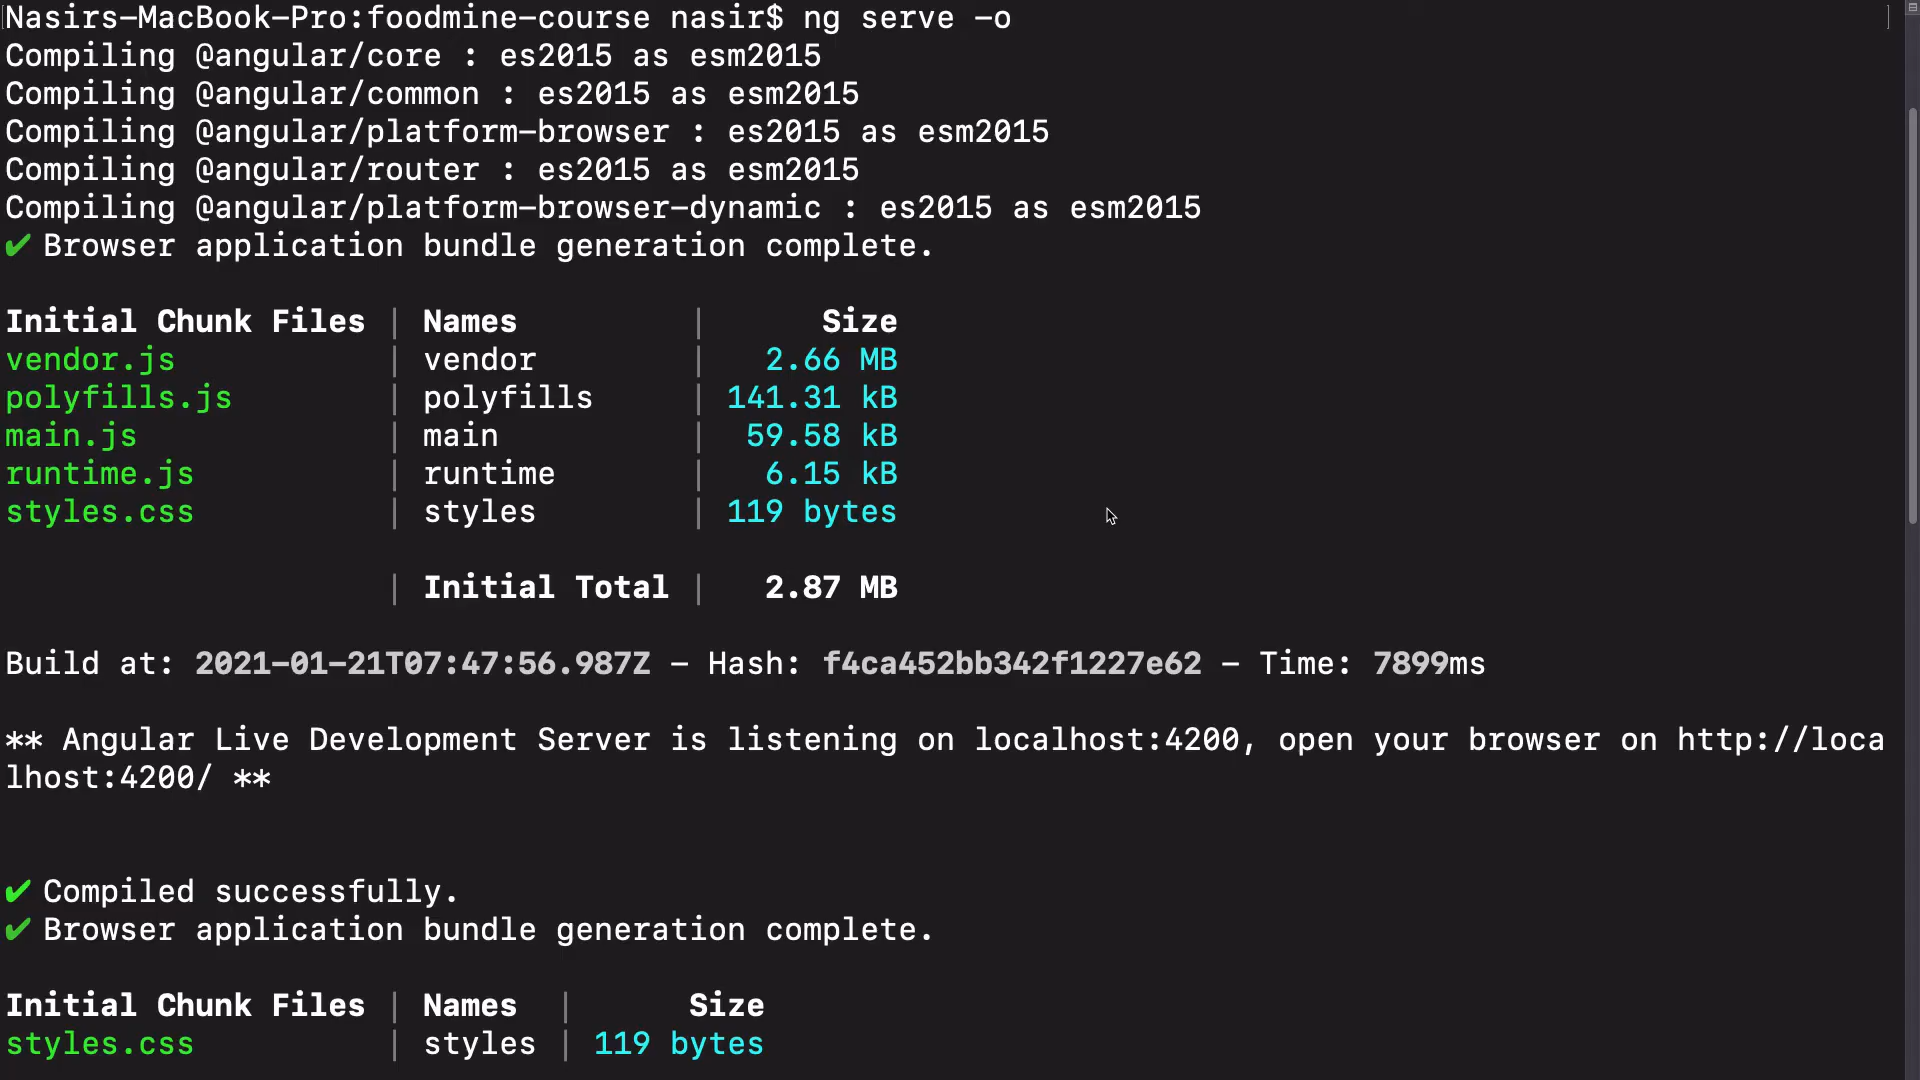 Nasirs-MacBook-Pro:foodmine-course nasir$ ng serve -o
Compiling @angular/core : es2015 as esm2015
Compiling @angular/common : es2015 as esm2015
Compiling @angular/platform-browser : es2015 as esm2015
Compiling @angular/router : es2015 as esm2015
Compiling @angular/platform-browser-dynamic : es2015 as esm2015
✔ Browser application bundle generation complete.
Initial Chunk Files | Names | Size
vendor.js | vendor | 2.66 MB
polyfills.js | polyfills | 141.31 kB
main.js | main | 59.58 kB
runtime.js | runtime | 6.15 kB
styles.css | styles | 119 bytes
| Initial Total | 2.87 MB
Build at: 2021-01-21T07:47:56.987Z - Hash: f4ca452bb342f1227e62 - Time: 7899ms
** Angular Live Development Server is listening on localhost:4200, open your browser on http://loca
lhost:4200/ **
✔ Compiled successfully.
✔ Browser application bundle generation complete.
Initial Chunk Files | Names | Size
styles.css | styles | 119 bytes